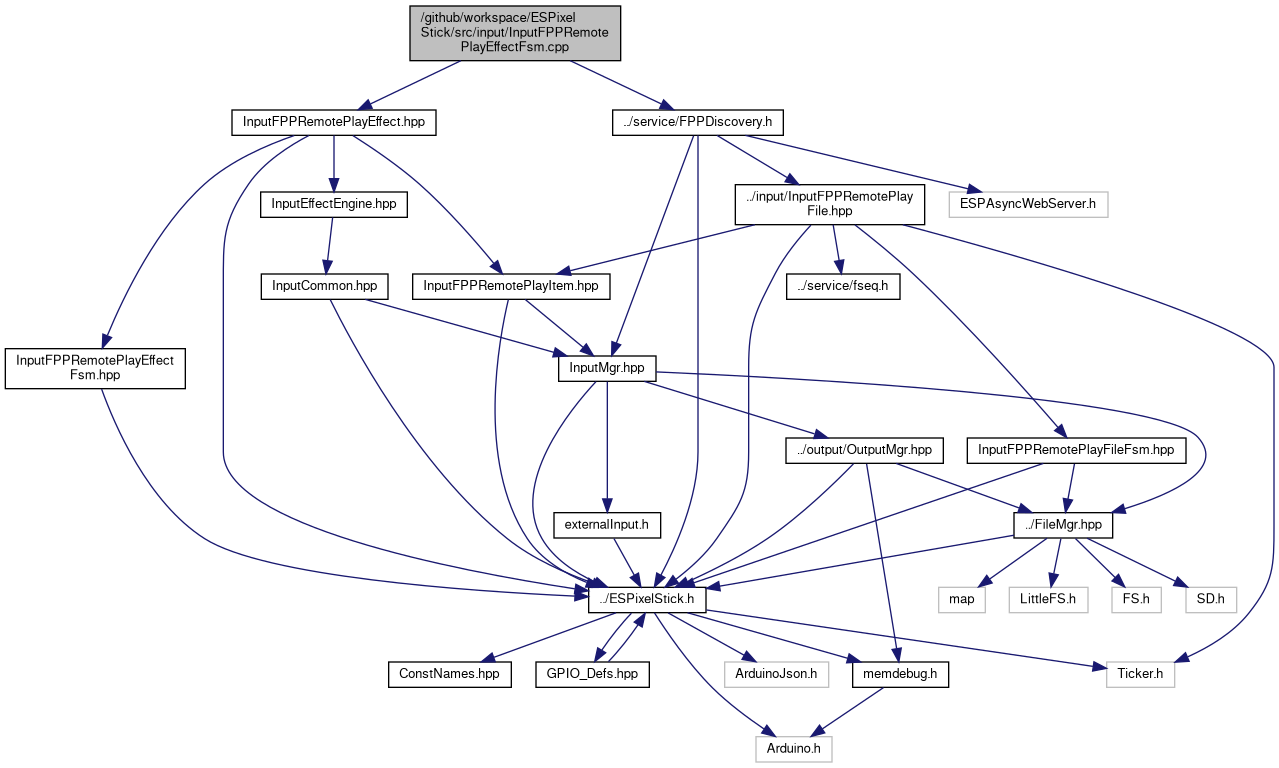 /github/workspace/ESPixel
Stick/src/input/InputFPPRemote
PlayEffectFsm.cpp
InputFPPRemotePlayEffect.hpp
../service/FPPDiscovery.h
InputEffectEngine.hpp
../input/InputFPPRemotePlay
File.hpp
ESPAsyncWebServer.h
InputCommon.hpp
InputFPPRemotePlayItem.hpp
../service/fseq.h
InputFPPRemotePlayEffect
Fsm.hpp
InputMgr.hpp
../output/OutputMgr.hpp
InputFPPRemotePlayFileFsm.hpp
externalInput.h
../FileMgr.hpp
../ESPixelStick.h
map
LittleFS.h
FS.h
SD.h
ConstNames.hpp
GPIO_Defs.hpp
ArduinoJson.h
memdebug.h
Ticker.h
Arduino.h